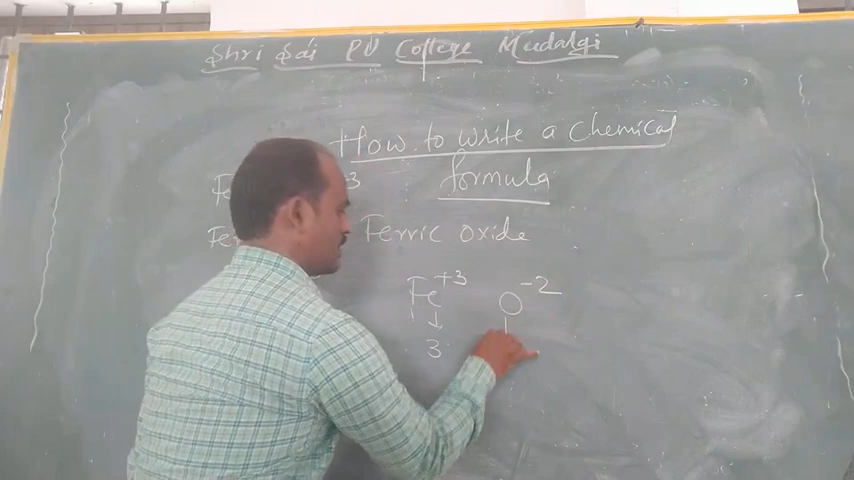 Shri Sai PU College Mudalgi
How to write a Chemical
formula
Fe 3
Fe Ferric oxide
Fe+3 O-2
3